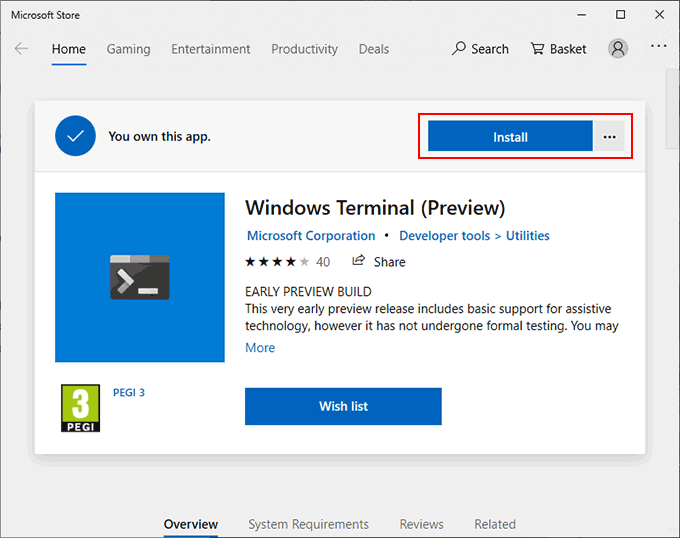 Microsoft Store
Home Gaming Entertainment Productivity Deals Search Basket
You own this app. Install
Windows Terminal (Preview)
Microsoft Corporation • Developer tools > Utilities
40 Share
EARLY PREVIEW BUILD
This very early preview release includes basic support for assistive
technology, however it has not undergone formal testing. You may
More
3
PEGI
PEGI 3
Wish list
Overview System Requirements Reviews Related